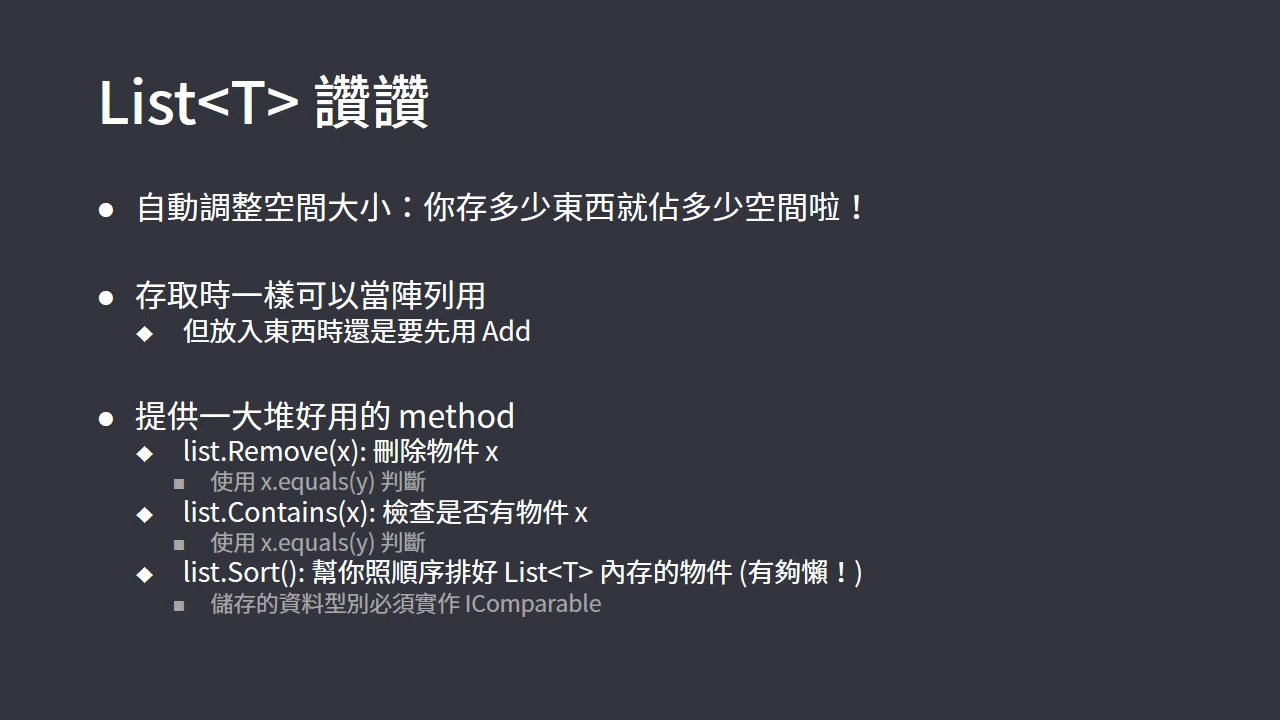 List<T> 讚讚
● 自動調整空間大小：你存多少東西就佔多少空間啦！
● 存取時一樣可以當陣列用
◆ 但放入東西時還是要先用 Add
● 提供一大堆好用的 method
◆ list.Remove(x): 刪除物件 x
■ 使用 x.equals(y) 判斷
◆ list.Contains(x): 檢查是否有物件 x
■ 使用 x.equals(y) 判斷
◆ list.Sort(): 幫你照順序排好 List<T> 內存的物件 (有夠懶！)
■ 儲存的資料型別必須實作 IComparable